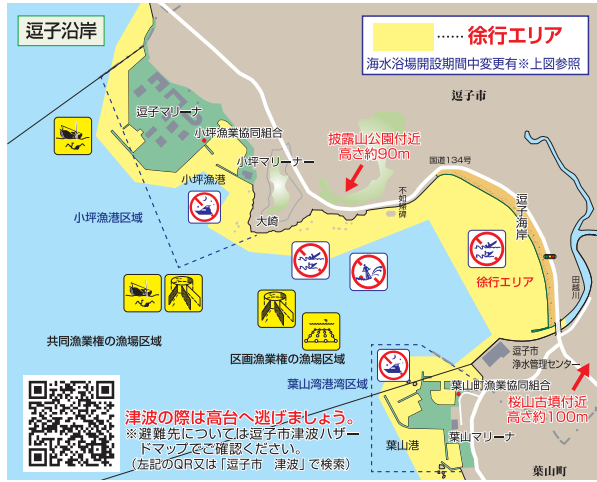 逗子沿岸
……徐行エリア
海水浴場開設期間中変更有※上図参照
逗子市
逗子マリーナ
小坪漁業協同組合
小坪マリーナー
披露山公園付近
高さ約90m
国道134号
小坪漁港
不如帰碑
逗子海岸
小坪漁港区域
大崎
徐行エリア
田越川
共同漁業権の漁場区域
区画漁業権の漁場区域
逗子市
浄水管理センター
葉山湾港湾区域
葉山町漁業協同組合
桜山古墳付近
高さ約100m
津波の際は高台へ逃げましょう。
※避難先については逗子市津波ハザー
ドマップでご確認ください。
（左記のQR又は「逗子市　津波」で検索）
葉山港
葉山マリーナ
葉山町